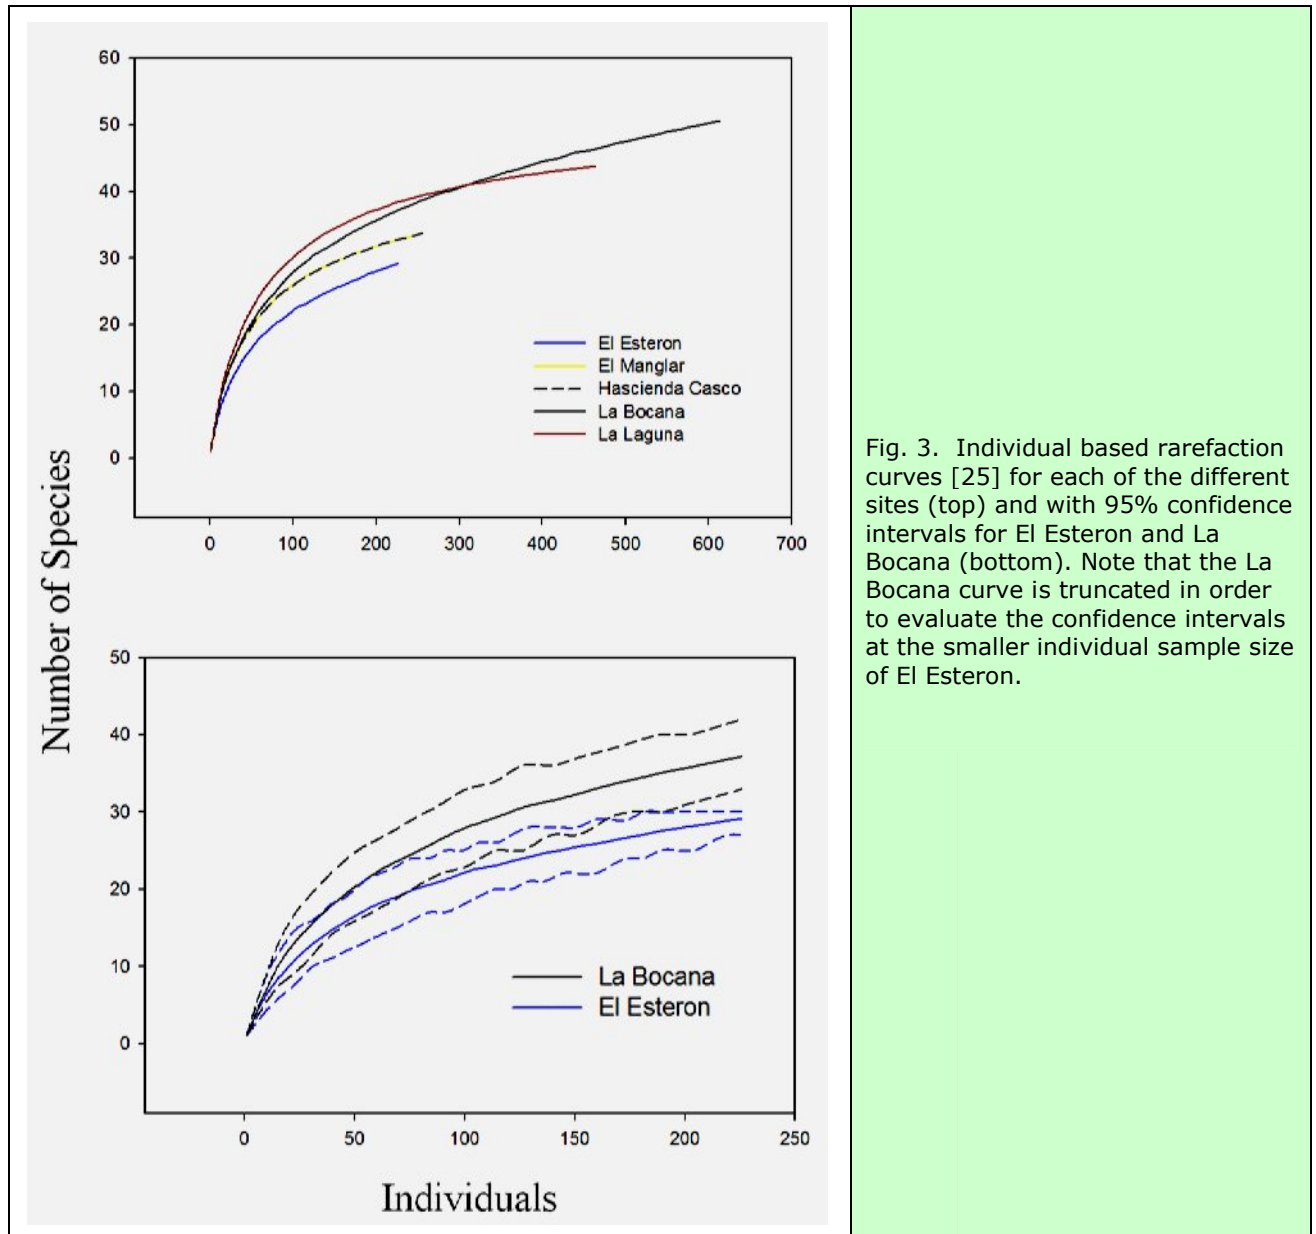 60
50
40
30
20
10
0
El Esteron
El Manglar
Hascienda Casco
La Bocana
La Laguna
0 100 200 300 400 500 600 700
Number of Species
50
40
30
20
10
0
La Bocana
El Esteron
0 50 100 150 200 250
Individuals
Fig. 3. Individual based rarefaction
curves [25] for each of the different
sites (top) and with 95% confidence
intervals for El Esteron and La
Bocana (bottom). Note that the La
Bocana curve is truncated in order
to evaluate the confidence intervals
at the smaller individual sample size
of El Esteron.